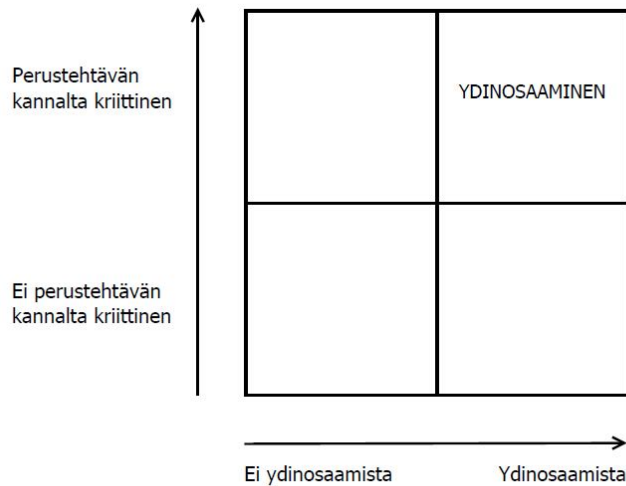 Perustehtävän
kannalta kriittinen
YDINOSAAMINEN
Ei perustehtävän
kannalta kriittinen
Ei ydinosaamista
Ydinosaamista